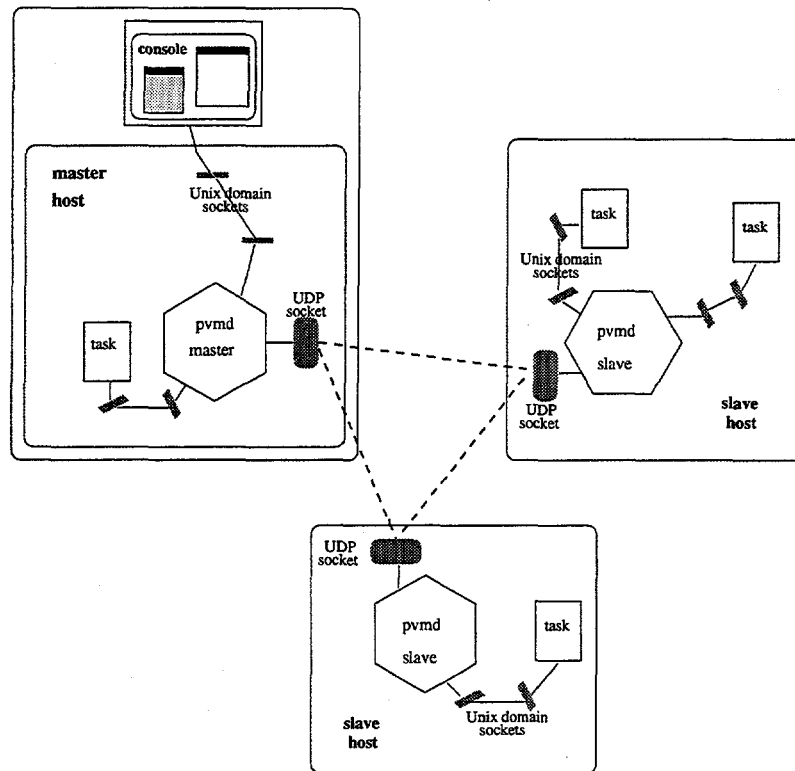 console
master
host
Unix domain
sockets
UDP
socket
pvmd
master
task
task
task
Unix domain
sockets
pvmd
slave
UDP
socket
slave
host
UDP
socket
pvmd
slave
task
Unix domain
sockets
slave
host